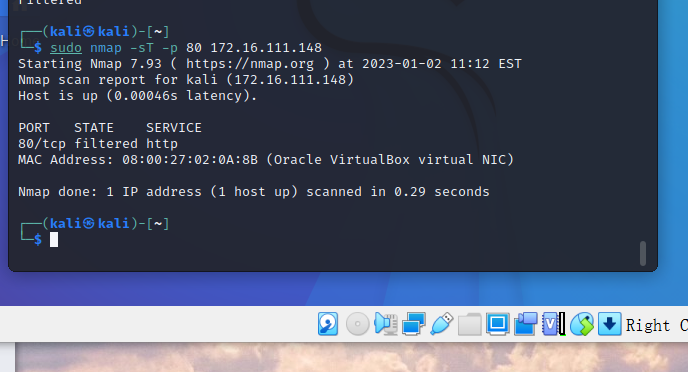 filtered
┌──(kali㉿kali)-[~]
└─$ sudo nmap -sT -p 80 172.16.111.148
Starting Nmap 7.93 ( https://nmap.org ) at 2023-01-02 11:12 EST
Nmap scan report for kali (172.16.111.148)
Host is up (0.00046s latency).
PORT   STATE    SERVICE
80/tcp filtered http
MAC Address: 08:00:27:02:0A:8B (Oracle VirtualBox virtual NIC)
Nmap done: 1 IP address (1 host up) scanned in 0.29 seconds
┌──(kali㉿kali)-[~]
└─$
Right C